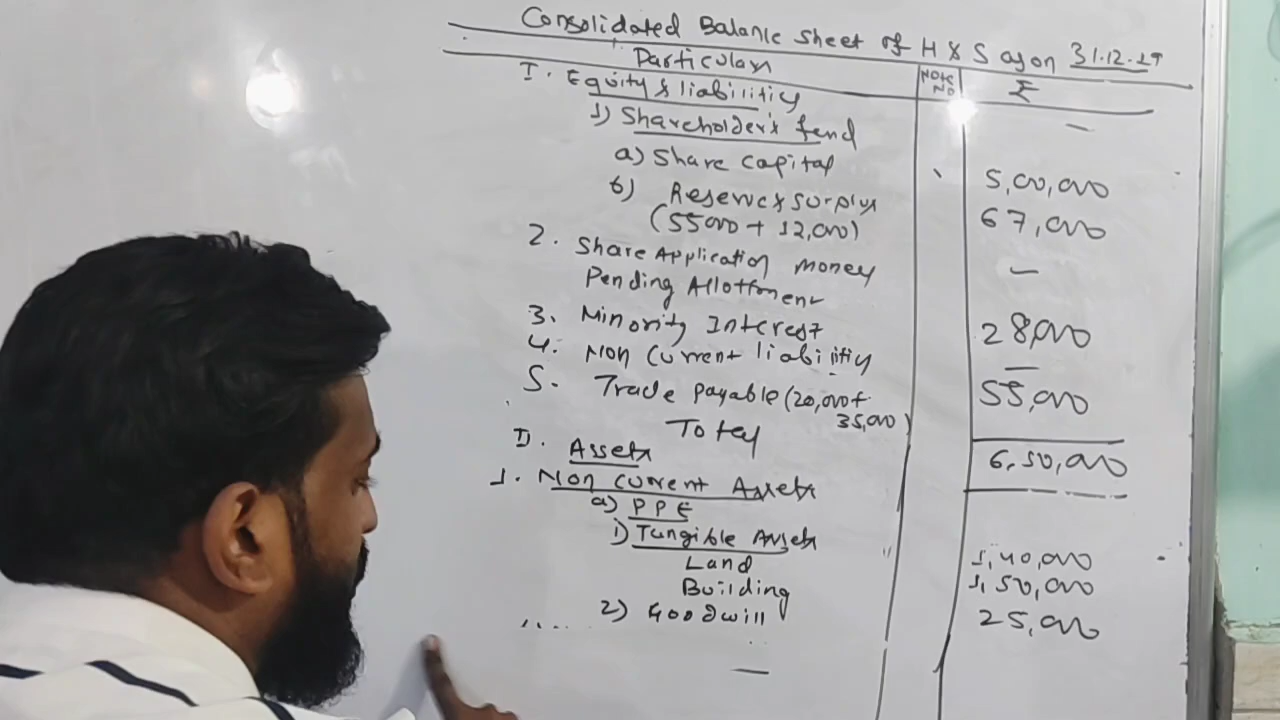 Consolidated Balance Sheet of H & S as on 31.12.19
Particulars Note No ₹
I. Equity & liability
1) Shareholder's fund —
a) Share Capital 5,00,000
b) Reserve & Surplus 67,000
(55000 + 12,000)
2. Share Application money —
Pending Allotment
3. Minority Interest 28,000
4. Non Current liability —
5. Trade Payable (20,000+ 55,000
35,000)
Total 6,50,000
II. Assets
1. Non Current Assets
a) PPE
1) Tangible Assets
Land 1,40,000
Building 1,50,000
2) Goodwill 25,000